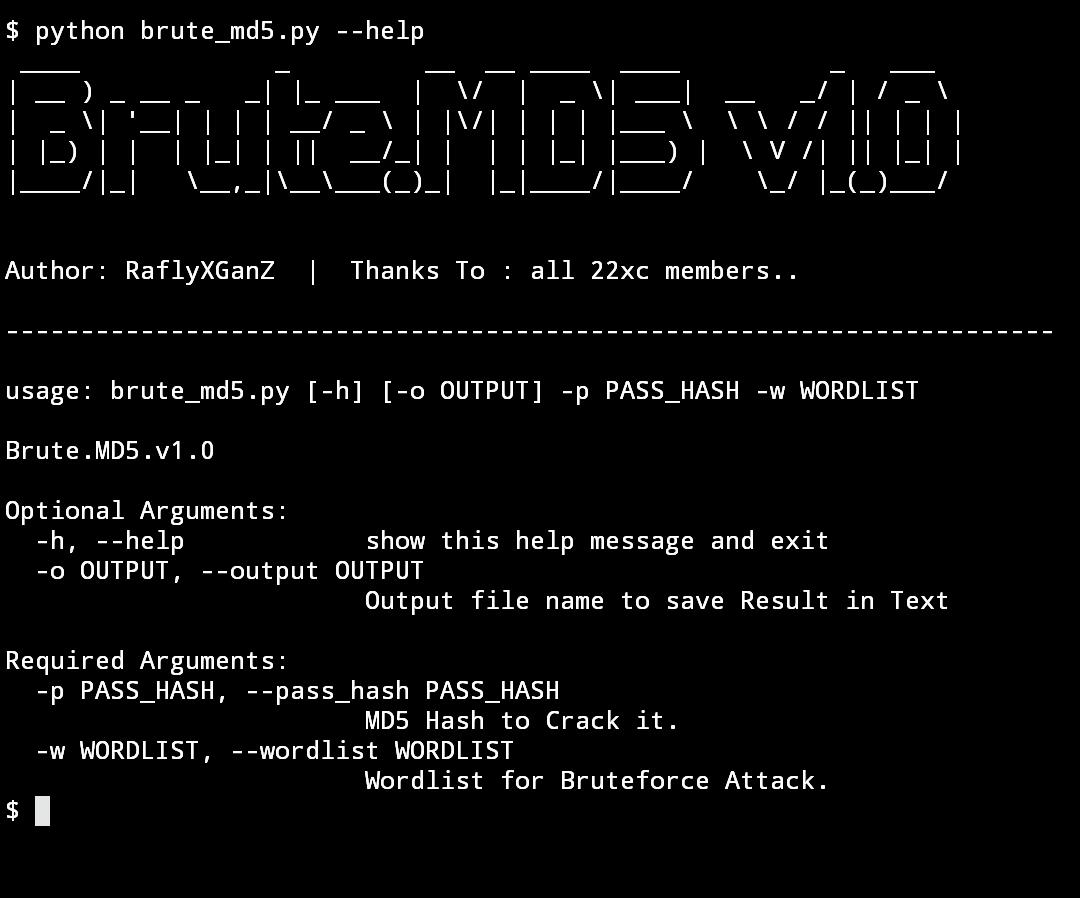 $ python brute_md5.py --help
Brute.MD5 v1.0
Author: RaflyXGanZ | Thanks To : all 22xc members..
--------------------------------------------------------------------
usage: brute_md5.py [-h] [-o OUTPUT] -p PASS_HASH -w WORDLIST
Brute.MD5.v1.0
Optional Arguments:
-h, --help show this help message and exit
-o OUTPUT, --output OUTPUT
Output file name to save Result in Text
Required Arguments:
-p PASS_HASH, --pass_hash PASS_HASH
MD5 Hash to Crack it.
-w WORDLIST, --wordlist WORDLIST
Wordlist for Bruteforce Attack.
$